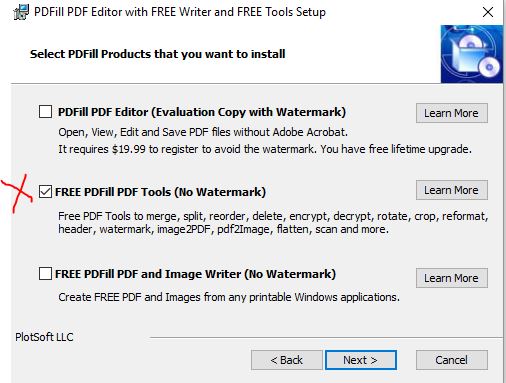 PDFill PDF Editor with FREE Writer and FREE Tools Setup
Select PDFill Products that you want to install
PDFill PDF Editor (Evaluation Copy with Watermark)
Learn More
Open, View, Edit and Save PDF files without Adobe Acrobat.
It requires $19.99 to register to avoid the watermark. You have free lifetime upgrade.
FREE PDFill PDF Tools (No Watermark)
Learn More
Free PDF Tools to merge, split, reorder, delete, encrypt, decrypt, rotate, crop, reformat,
header, watermark, image2PDF, pdf2Image, flatten, scan and more.
FREE PDFill PDF and Image Writer (No Watermark)
Learn More
Create FREE PDF and Images from any printable Windows applications.
PlotSoft LLC
< Back
Next >
Cancel